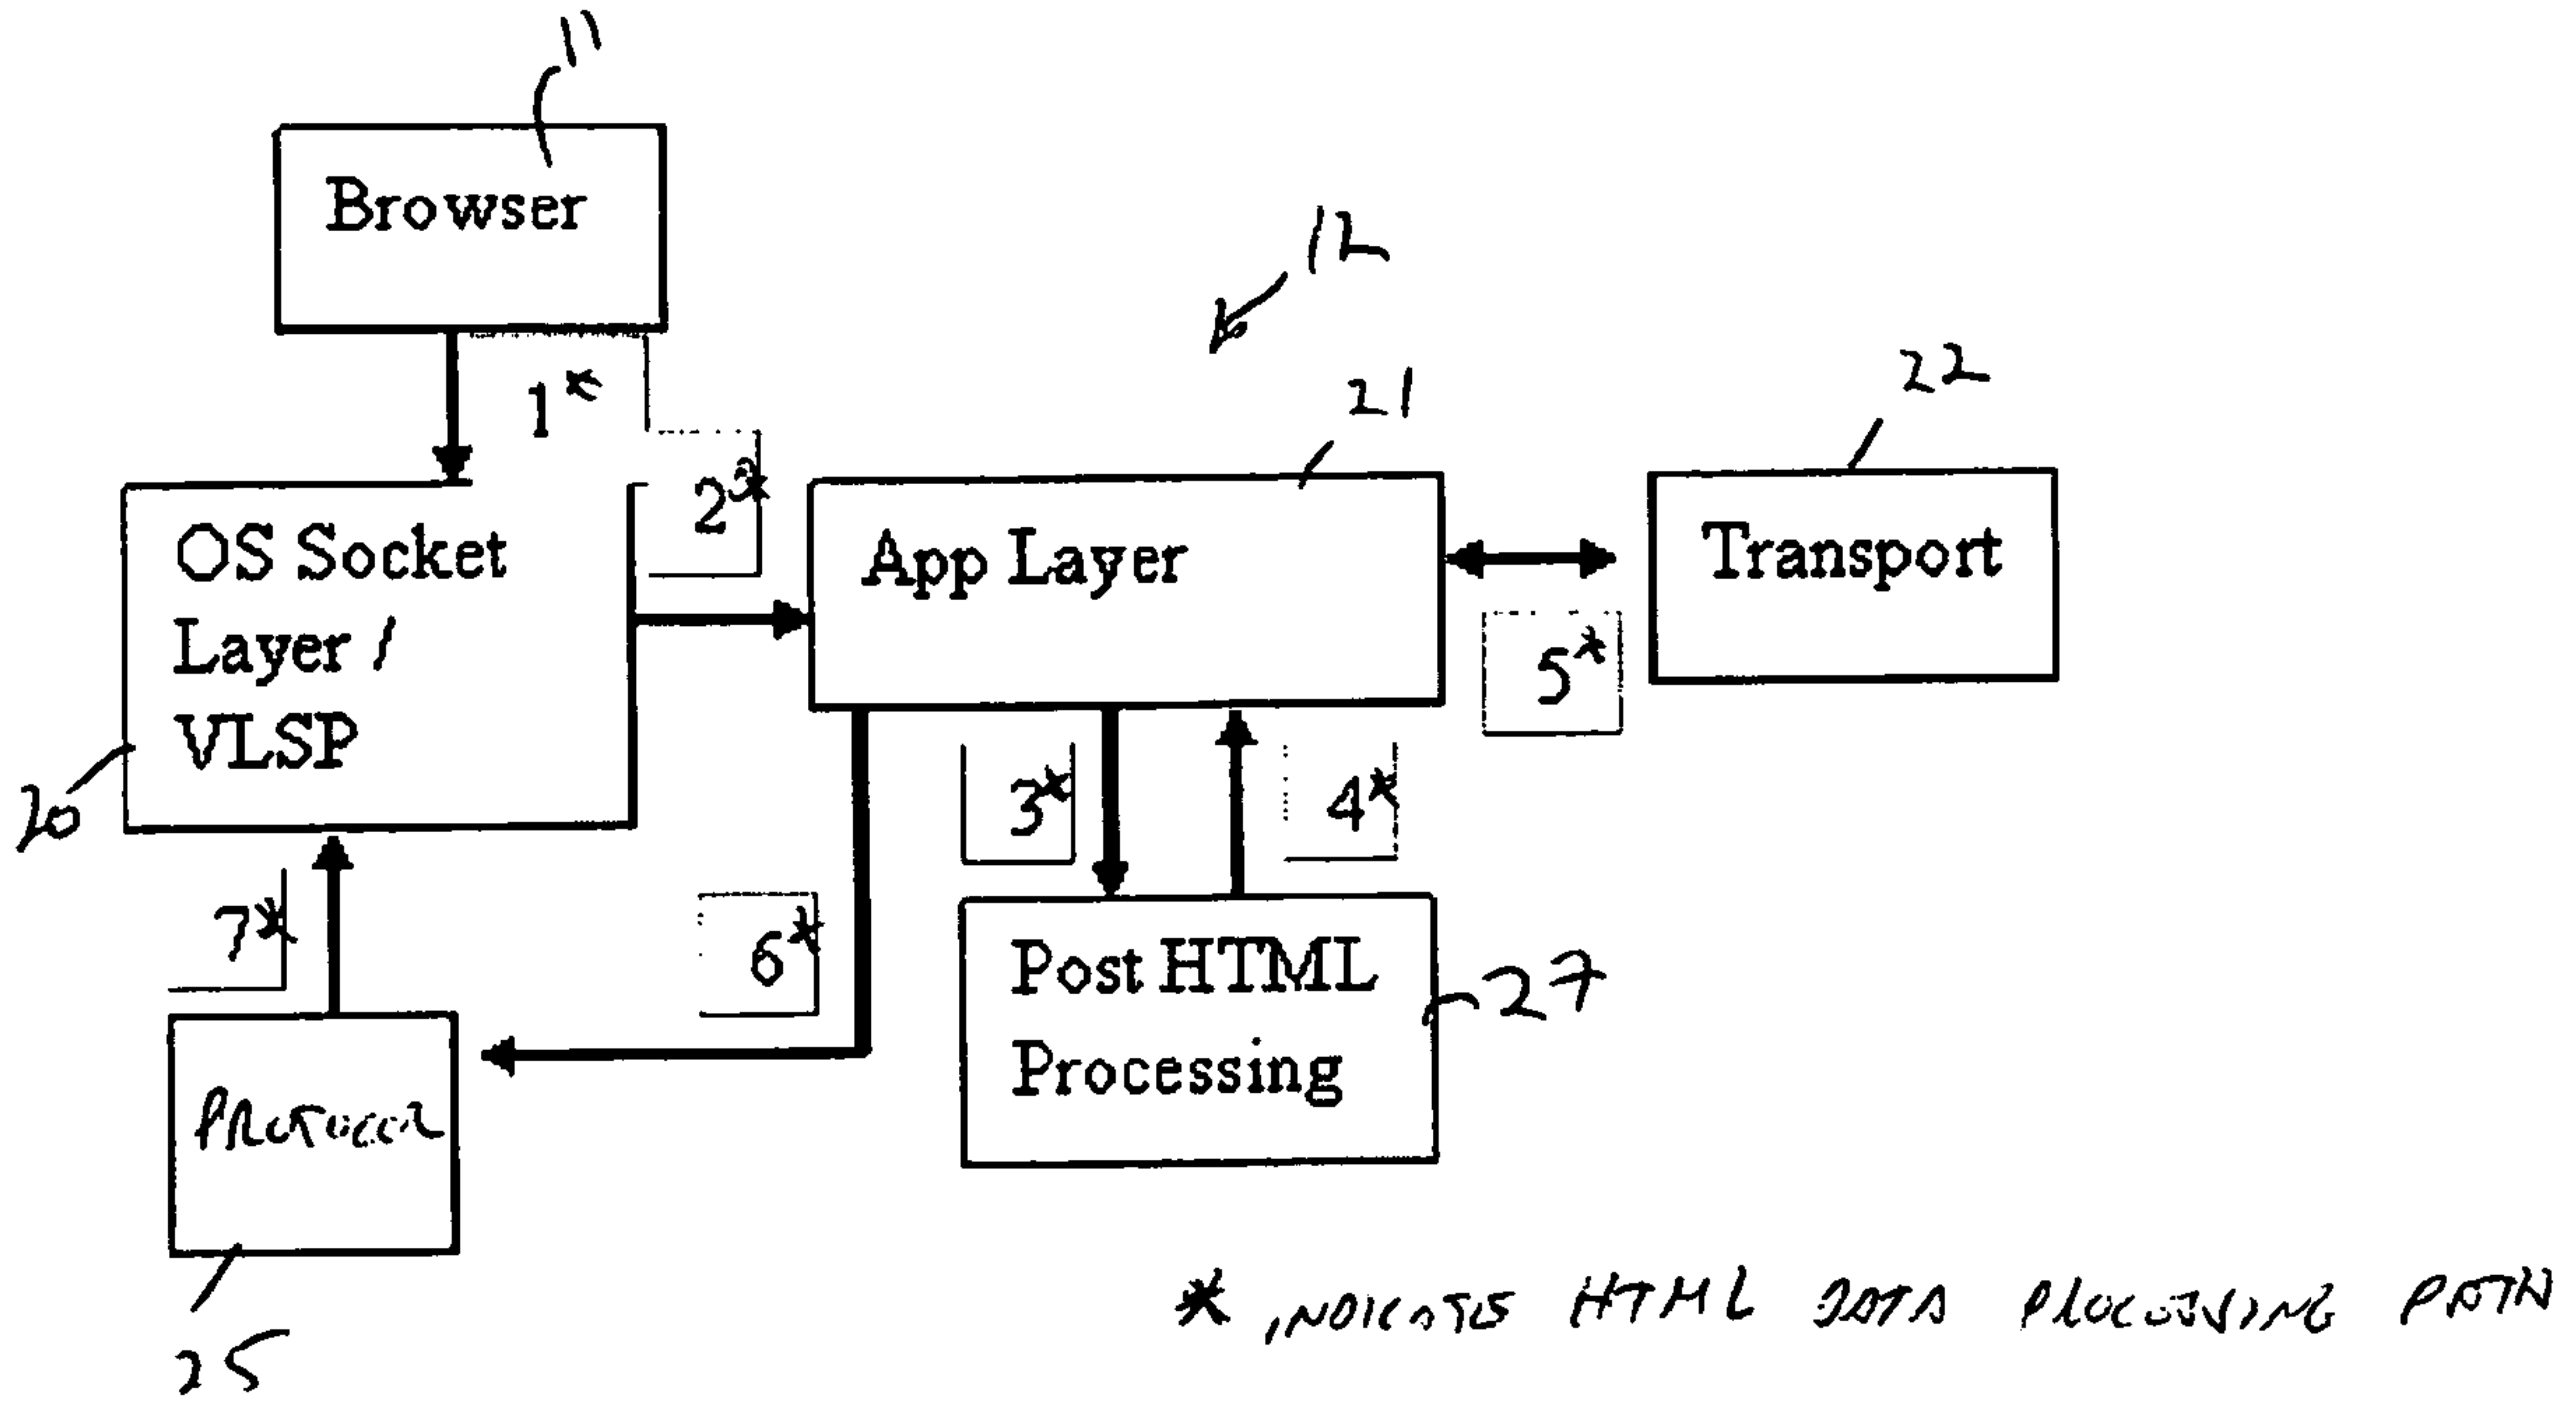 11
Browser
12
1*
21
22
2*
OS Socket
Layer /
VLSP
App Layer
Transport
5*
20
3*
4*
7*
6*
Post HTML
Processing
27
PROTOCOL
25
* INDICATES HTML DATA PROCESSING PATH